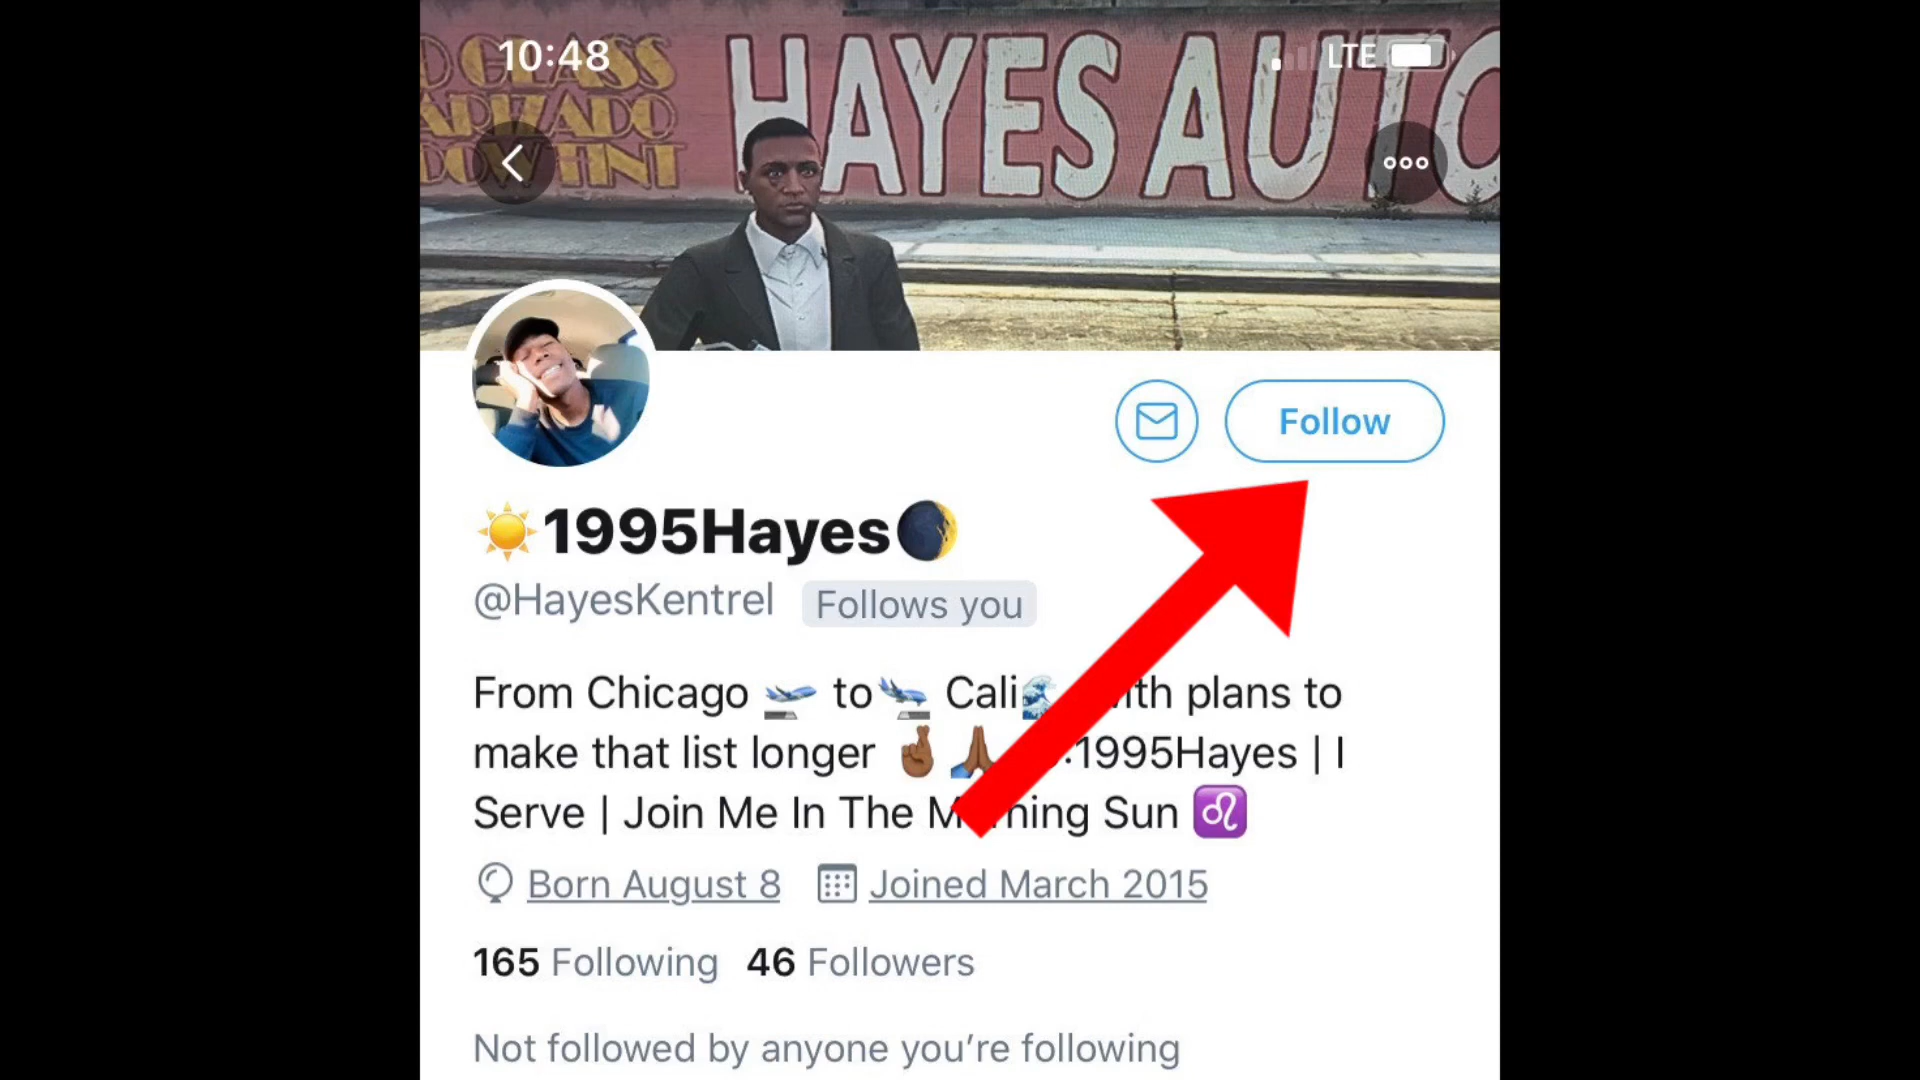 10:48
LTE
GLASS
HAYES AUTO
TINT
Follow
☀️1995Hayes🌒
@HayesKentrel Follows you
From Chicago 🛫 to🛬 Cali🌊 plans to
make that list longer 🤞🏾🙏🏾 :1995Hayes | I
Serve | Join Me In The Sun ♌
Born August 8 Joined March 2015
165 Following 46 Followers
Not followed by anyone you're following